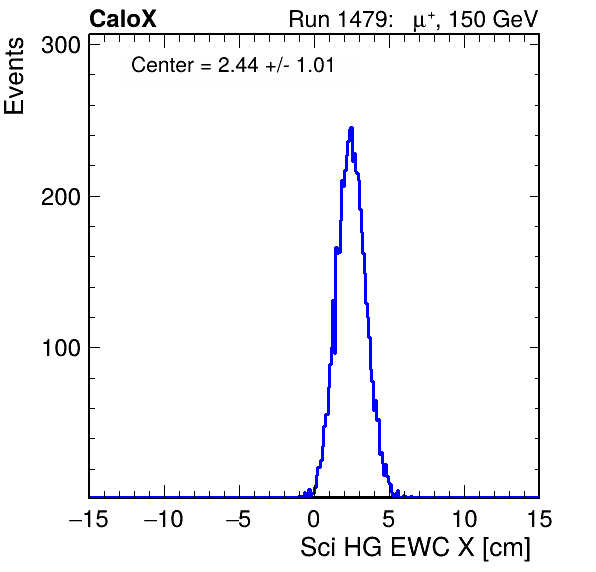 CaloX Run 1479: μ⁺, 150 GeV
Events
300
Center = 2.44 +/- 1.01
200
100
−15 −10 −5 0 5 10 15
Sci HG EWC X [cm]